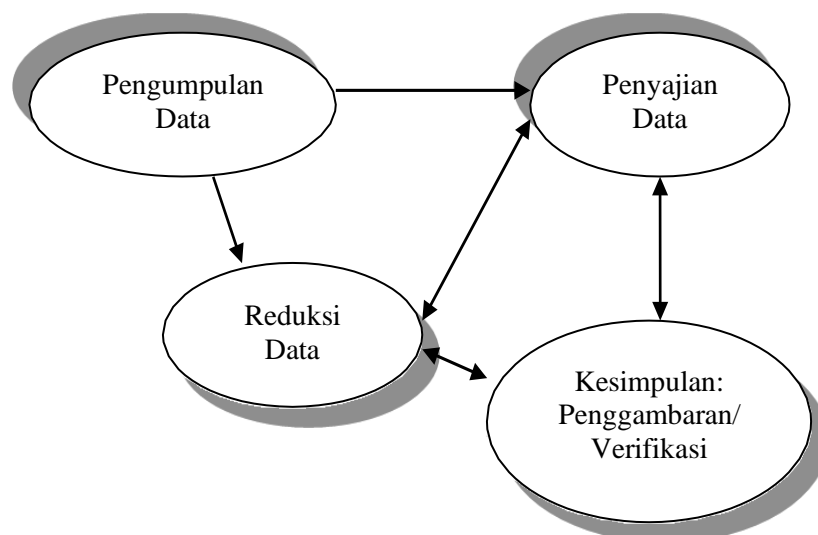 Pengumpulan
Data
Penyajian
Data
Reduksi
Data
Kesimpulan:
Penggambaran/
Verifikasi